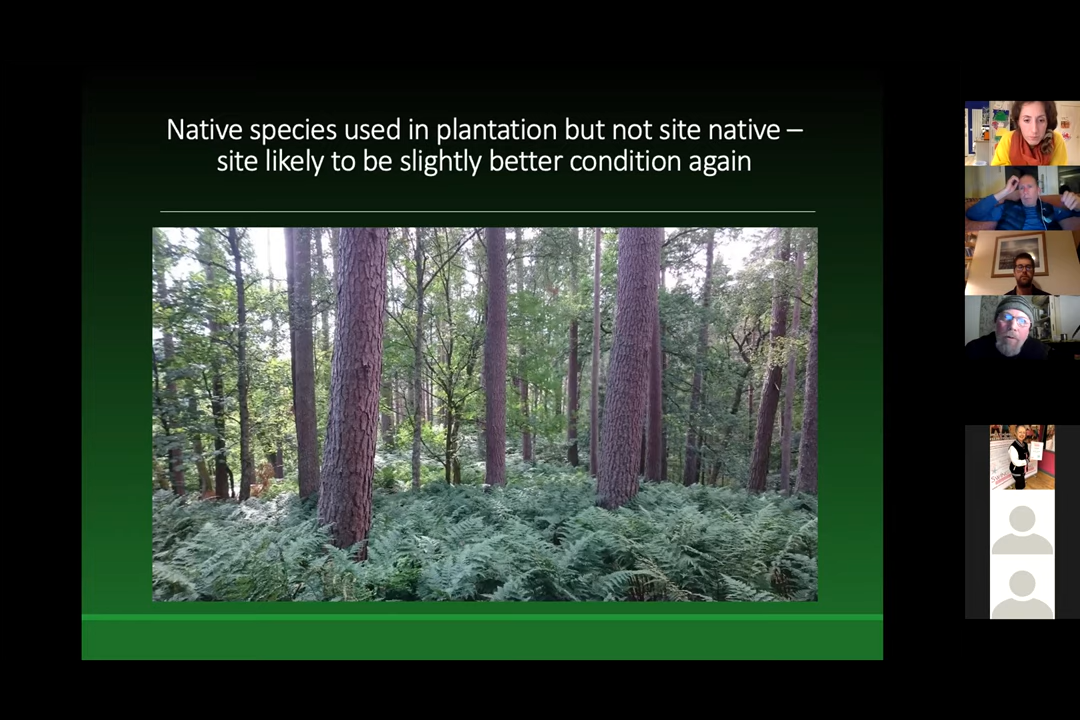 Native species used in plantation but not site native –
site likely to be slightly better condition again